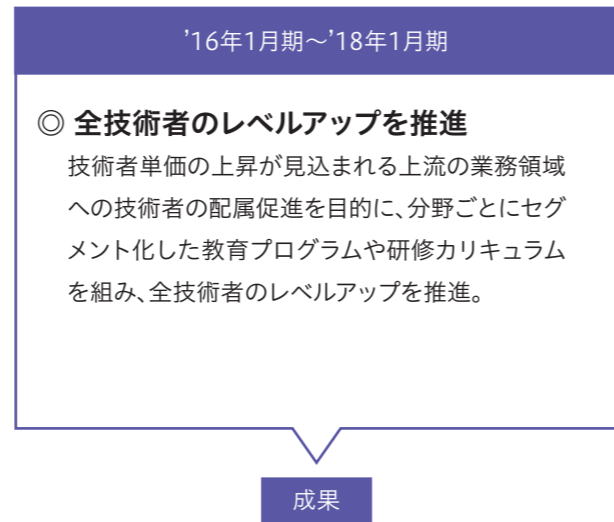 ’16年1月期～’18年1月期
◎ 全技術者のレベルアップを推進
技術者単価の上昇が見込まれる上流の業務領域
への技術者の配属促進を目的に、分野ごとにセグ
メント化した教育プログラムや研修カリキュラム
を組み、全技術者のレベルアップを推進。
成果